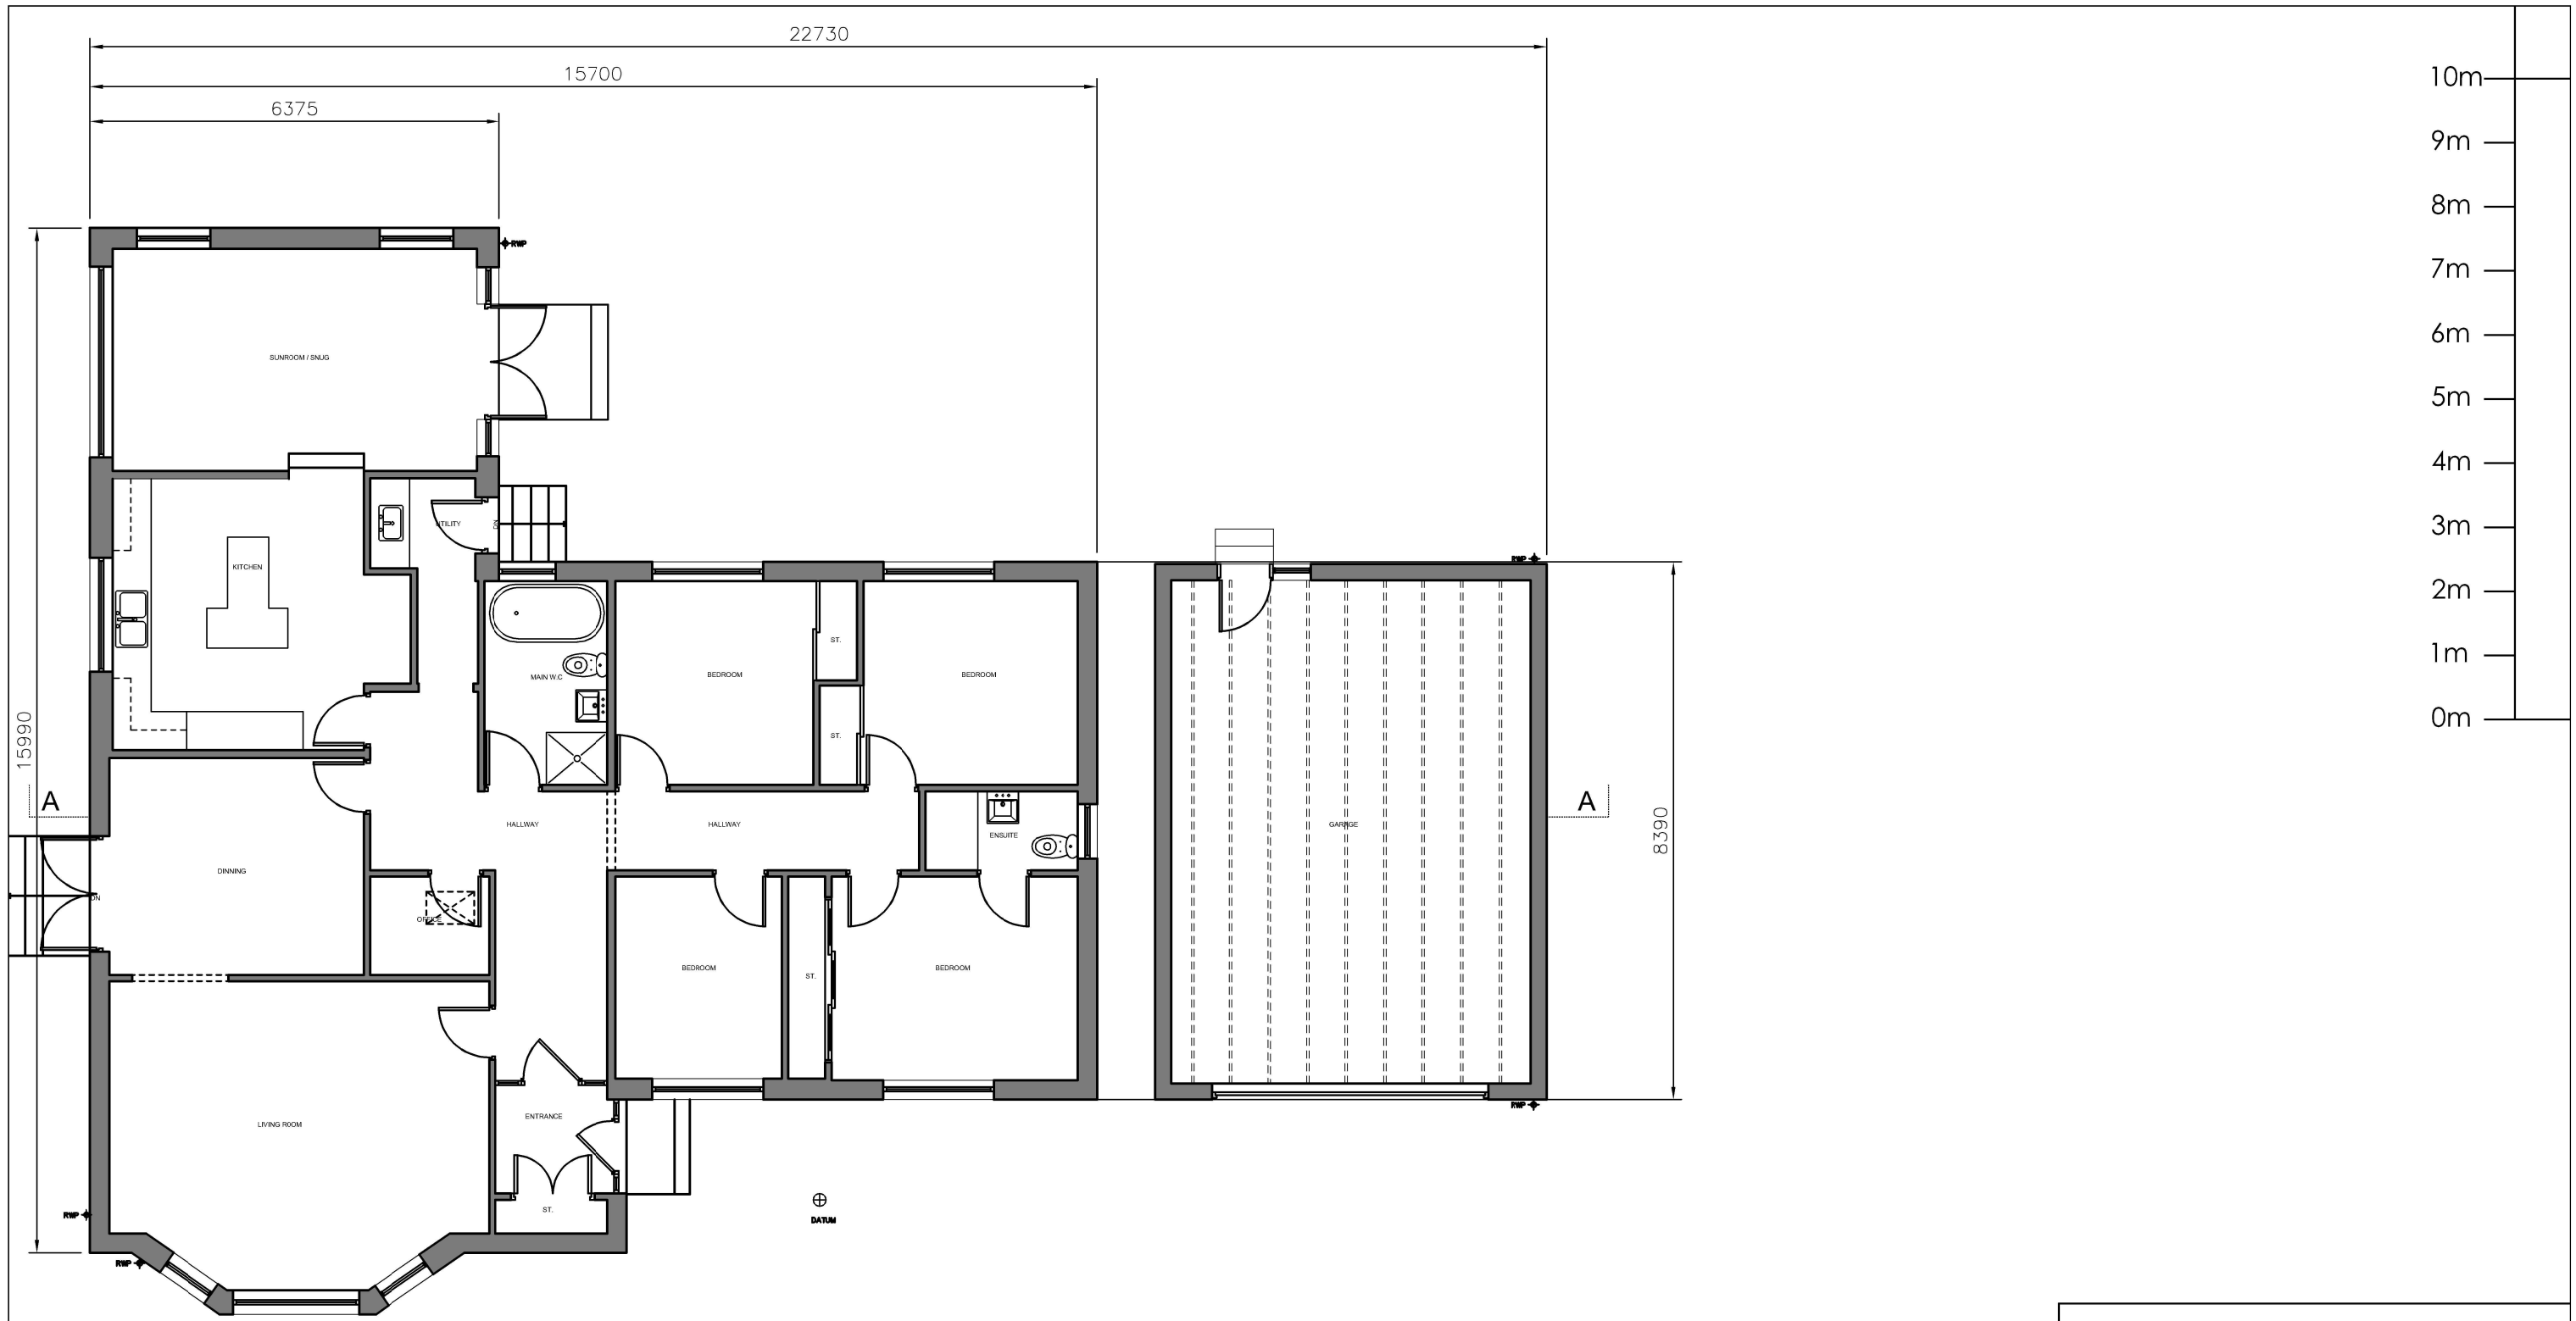 22730
15700
6375
10m
9m
8m
7m
6m
5m
4m
3m
2m
1m
0m
RWP
SUNROOM / SNUG
UTILITY
DN
KITCHEN
RWP
ST.
MAIN W.C
BEDROOM
BEDROOM
ST.
15990
A
A
8390
HALLWAY
HALLWAY
ENSUITE
GARAGE
DINNING
DN
OFFICE
BEDROOM
ST.
BEDROOM
ENTRANCE
LIVING ROOM
RWP
ST.
RWP
DATUM
RWP